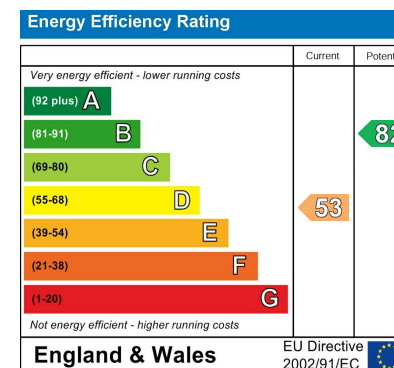 Energy Efficiency Rating
Current
Very energy efficient - lower running costs
(92 plus) A
(81-91) B
(69-80) C
(55-68) D
53
(39-54) E
(21-38) F
(1-20) G
Not energy efficient - higher running costs
England & Wales
EU Directive
2002/91/EC